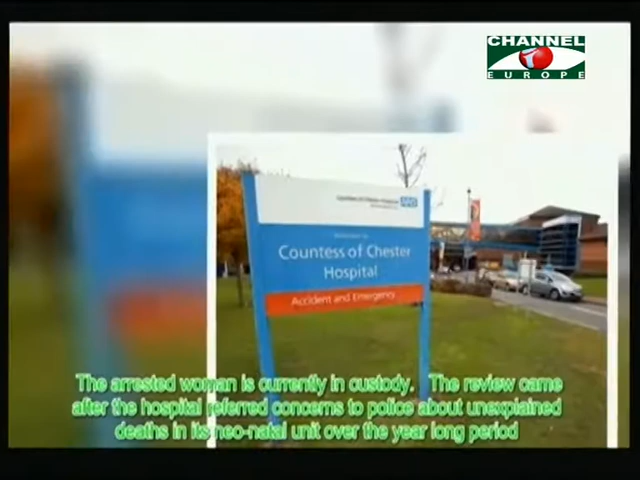 CHANNEL
i
EUROPE
NHS
Countess of Chester
Hospital
Accident and Emergency
The arrested woman is currently in custody. The review came
after the hospital referred concerns to police about unexplained
deaths in its neo-natal unit over the year long period